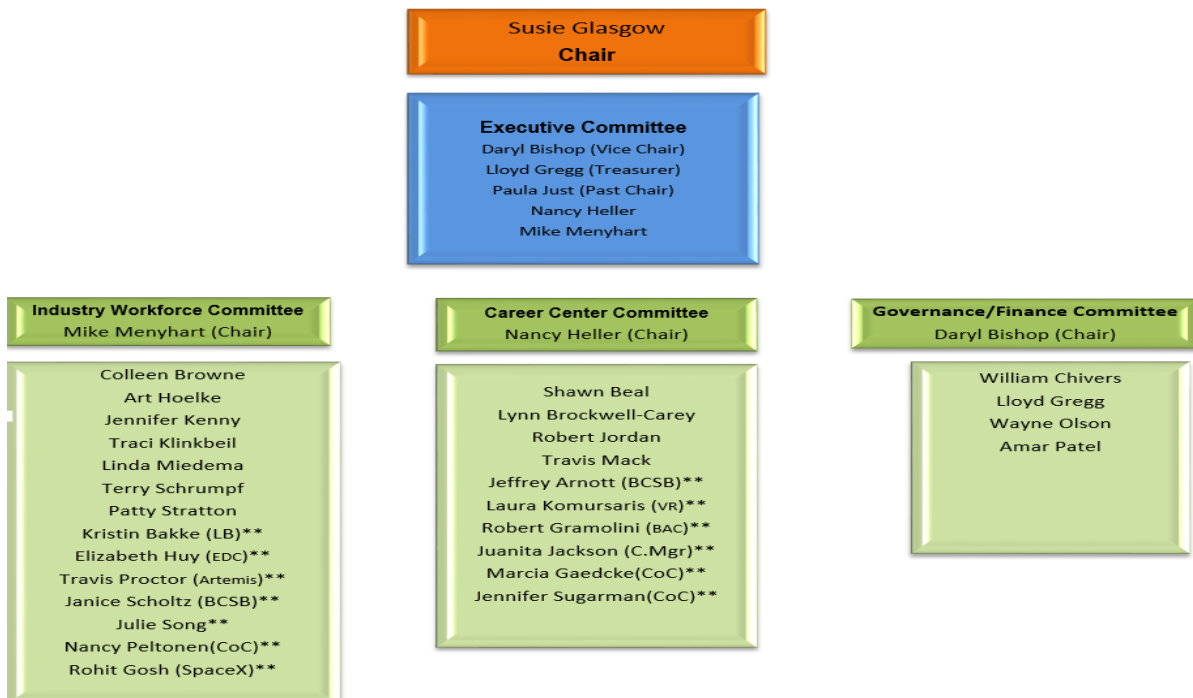 Susie Glasgow
Chair
Executive Committee
Daryl Bishop (Vice Chair)
Lloyd Gregg (Treasurer)
Paula Just (Past Chair)
Nancy Heller
Mike Menyhart
Industry Workforce Committee
Mike Menyhart (Chair)
Colleen Browne
Art Hoelke
Jennifer Kenny
Traci Klinkbeil
Linda Miedema
Terry Schrumpf
Patty Stratton
Kristin Bakke (LB)**
Elizabeth Huy (EDC)**
Travis Proctor (Artemis)**
Janice Scholtz (BCSB)**
Julie Song**
Nancy Peltonen(CoC)**
Rohit Gosh (SpaceX)**
Career Center Committee
Nancy Heller (Chair)
Shawn Beal
Lynn Brockwell-Carey
Robert Jordan
Travis Mack
Jeffrey Arnott (BCSB)**
Laura Komursaris (VR)**
Robert Gramolini (BAC)**
Juanita Jackson (C.Mgr)**
Marcia Gaedcke(CoC)**
Jennifer Sugarman(CoC)**
Governance/Finance Committee
Daryl Bishop (Chair)
William Chivers
Lloyd Gregg
Wayne Olson
Amar Patel